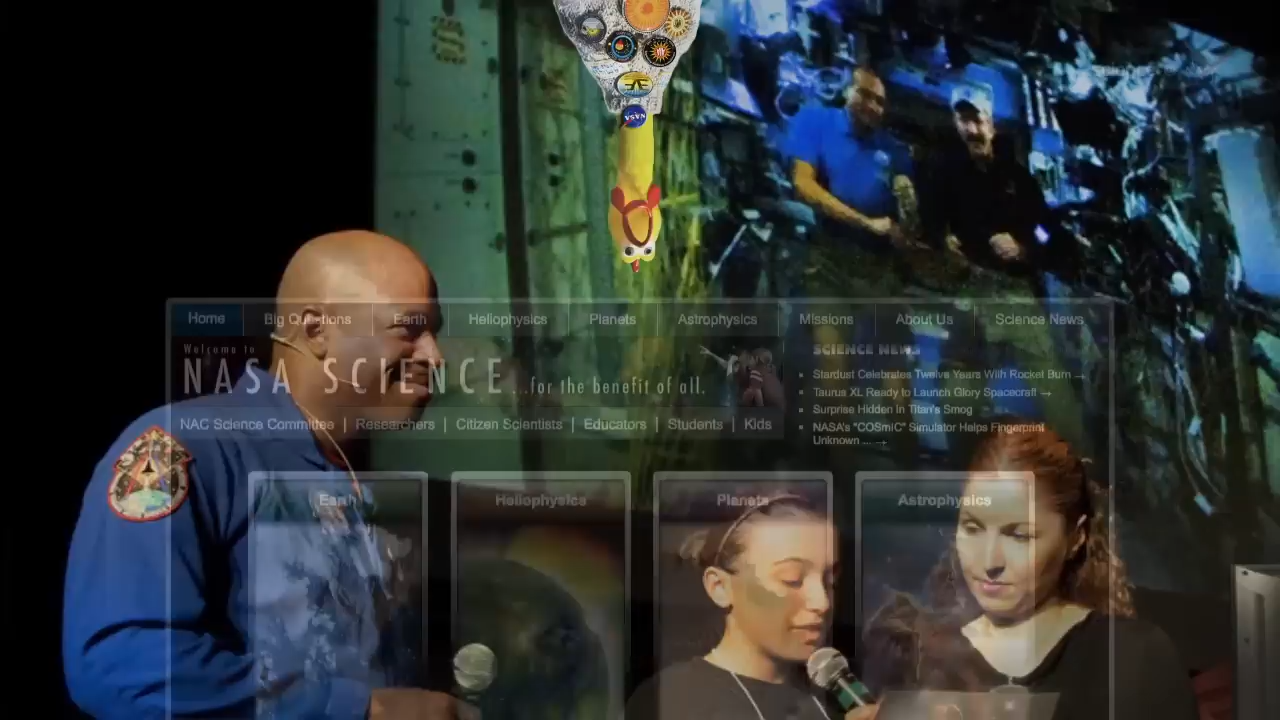 NASA
Home
Big Questions
Earth
Heliophysics
Planets
Astrophysics
Missions
About Us
Science News
Welcome to
NASA SCIENCE ...for the benefit of all.
SCIENCE NEWS
Stardust Celebrates Twelve Years With Rocket Burn →
Taurus XL Ready to Launch Glory Spacecraft →
Surprise Hidden in Titan's Smog
NASA's "COSmIC" Simulator Helps Fingerprint
Unknown ... →
NAC Science Committee | Researchers | Citizen Scientists | Educators | Students | Kids
Earth
Heliophysics
Planets
Astrophysics